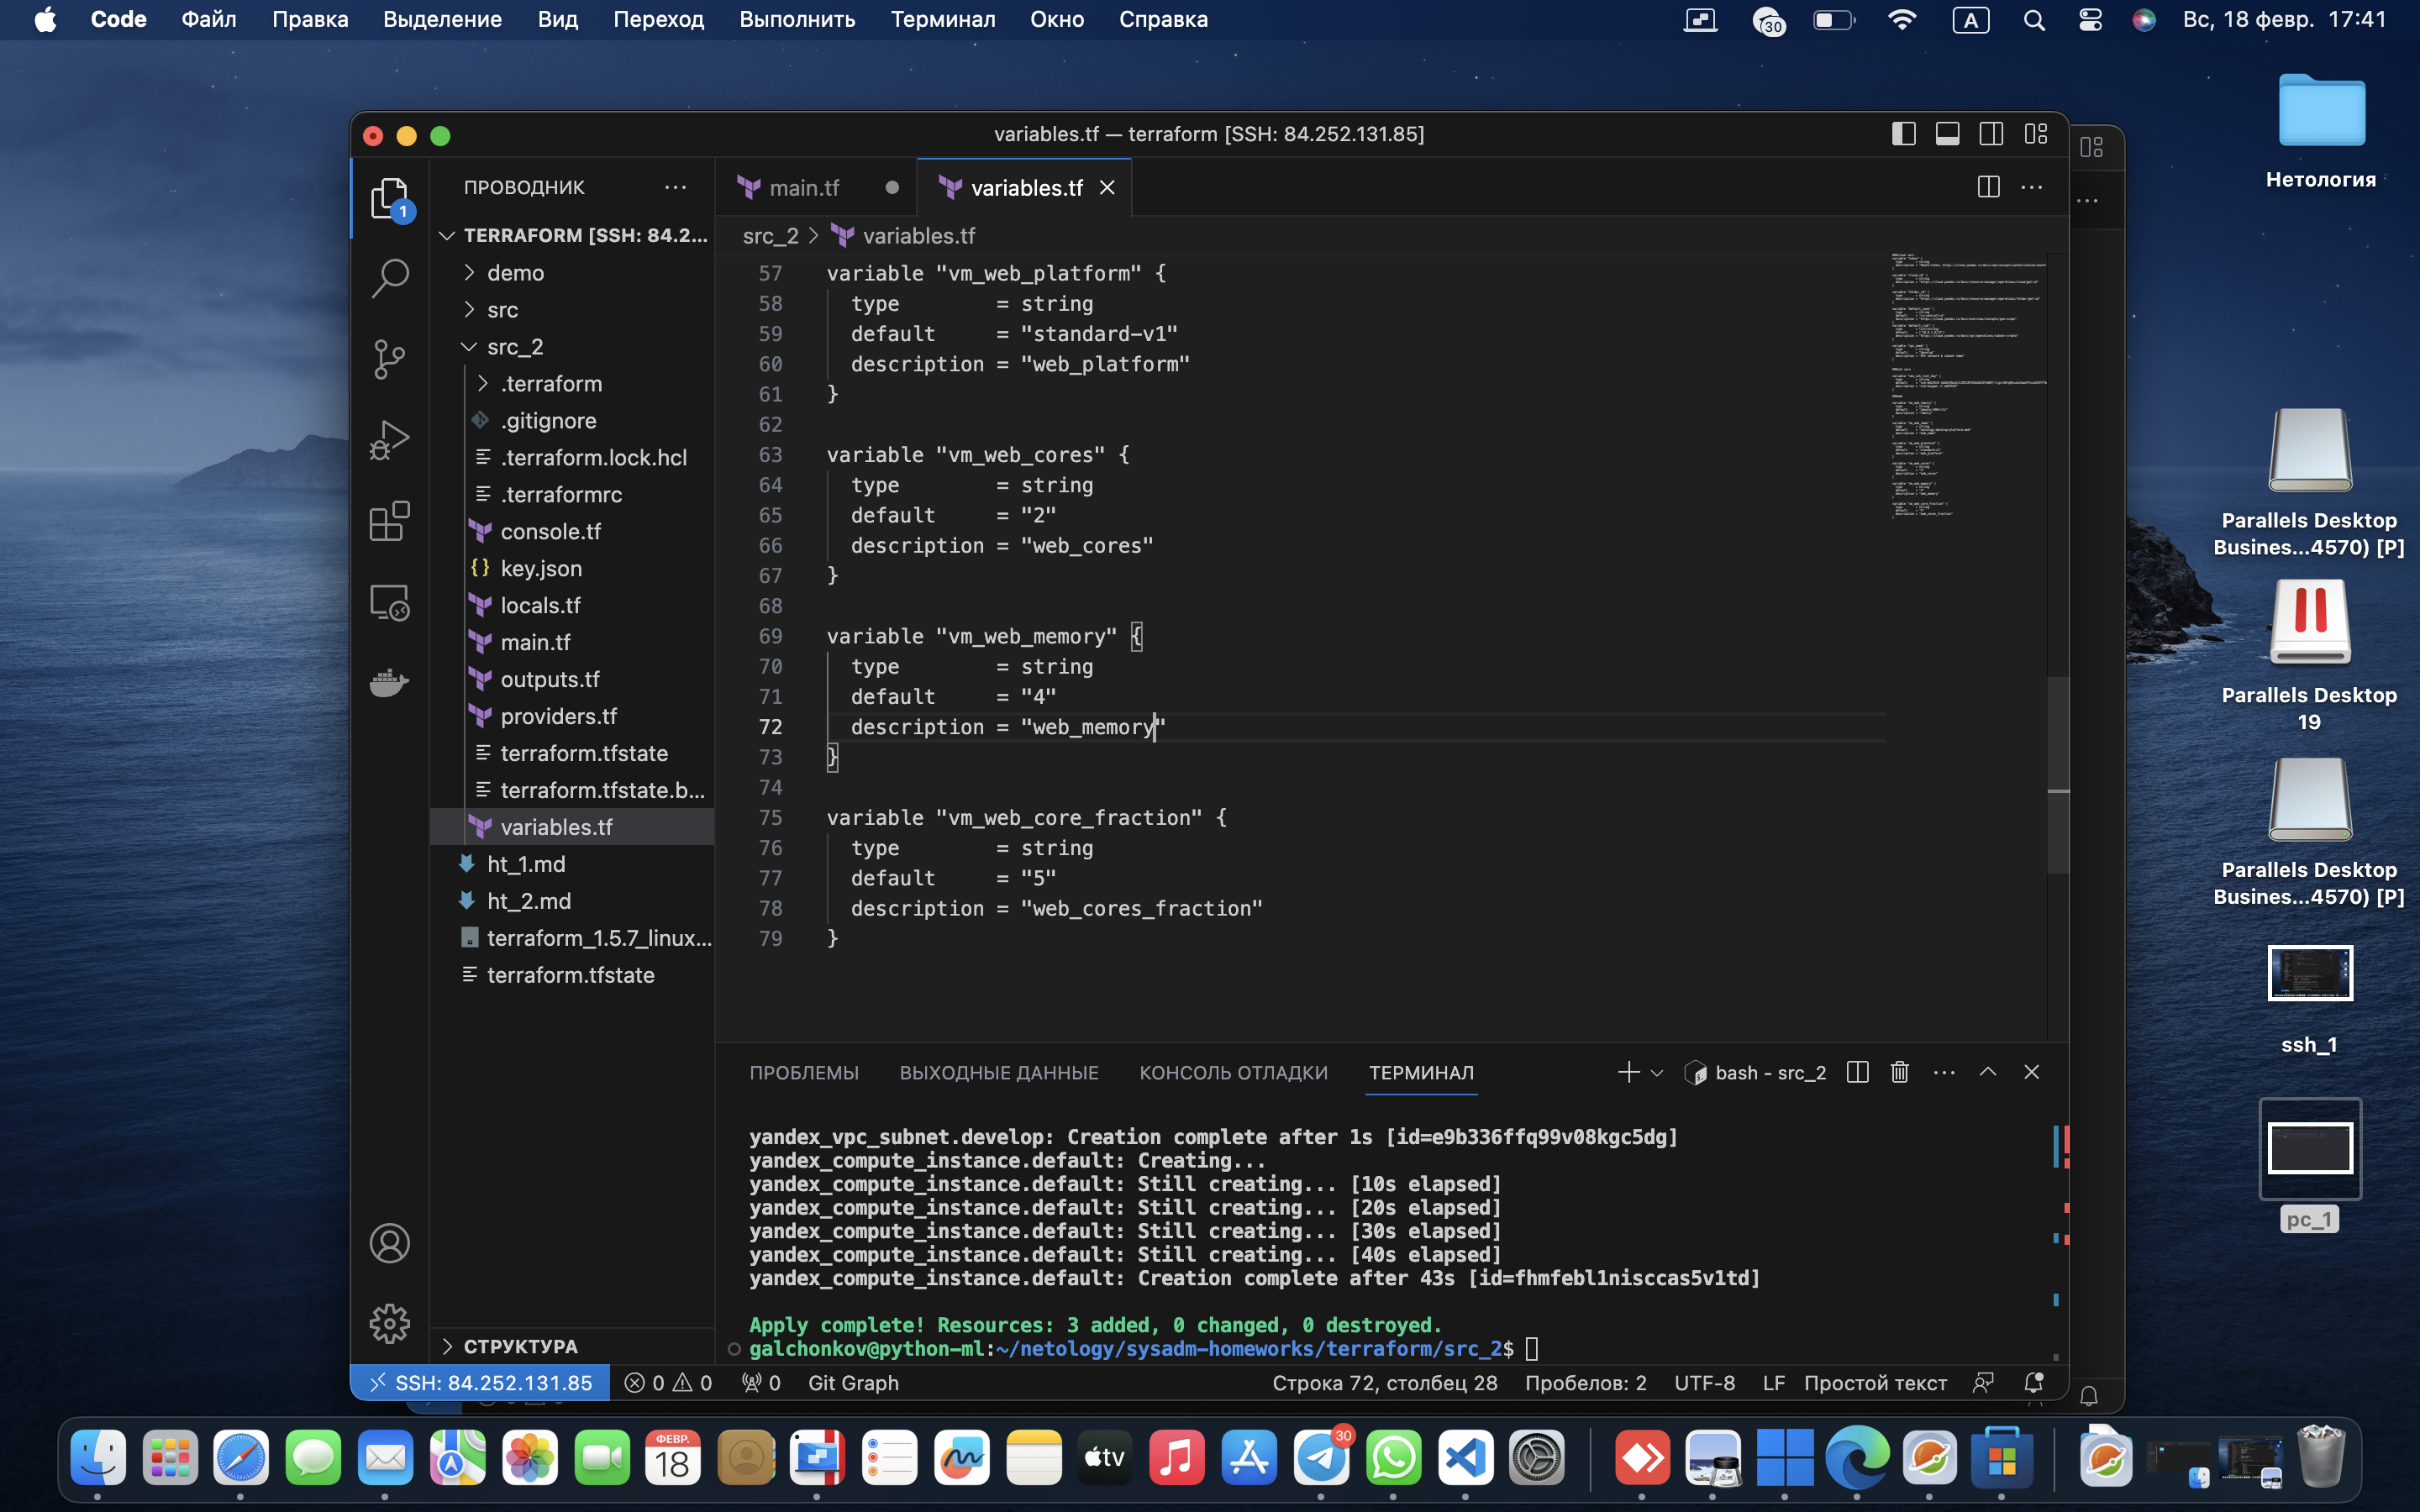 Code Файл Правка Выделение Вид Переход Выполнить Терминал Окно Справка 30 A Вс, 18 февр. 17:41
variables.tf — terraform [SSH: 84.252.131.85]
Нетология
Parallels Desktop
Busines...4570) [P]
Parallels Desktop
19
Parallels Desktop
Busines...4570) [P]
ssh_1
pc_1
1
ПРОВОДНИК
TERRAFORM [SSH: 84.2...
demo
src
src_2
.terraform
.gitignore
.terraform.lock.hcl
.terraformrc
console.tf
key.json
locals.tf
main.tf
outputs.tf
providers.tf
terraform.tfstate
terraform.tfstate.b...
variables.tf
ht_1.md
ht_2.md
terraform_1.5.7_linux...
terraform.tfstate
СТРУКТУРА
main.tf variables.tf
src_2 > variables.tf
57 variable "vm_web_platform" {
58 type = string
59 default = "standard-v1"
60 description = "web_platform"
61 }
62
63 variable "vm_web_cores" {
64 type = string
65 default = "2"
66 description = "web_cores"
67 }
68
69 variable "vm_web_memory" {
70 type = string
71 default = "4"
72 description = "web_memory"
73 }
74
75 variable "vm_web_core_fraction" {
76 type = string
77 default = "5"
78 description = "web_cores_fraction"
79 }
ПРОБЛЕМЫ ВЫХОДНЫЕ ДАННЫЕ КОНСОЛЬ ОТЛАДКИ ТЕРМИНАЛ bash - src_2
yandex_vpc_subnet.develop: Creation complete after 1s [id=e9b336ffq99v08kgc5dg]
yandex_compute_instance.default: Creating...
yandex_compute_instance.default: Still creating... [10s elapsed]
yandex_compute_instance.default: Still creating... [20s elapsed]
yandex_compute_instance.default: Still creating... [30s elapsed]
yandex_compute_instance.default: Still creating... [40s elapsed]
yandex_compute_instance.default: Creation complete after 43s [id=fhmfebl1nisccas5v1td]
Apply complete! Resources: 3 added, 0 changed, 0 destroyed.
galchonkov@python-ml:~/netology/sysadm-homeworks/terraform/src_2$
SSH: 84.252.131.85 0 0 0 Git Graph Строка 72, столбец 28 Пробелов: 2 UTF-8 LF Простой текст
ФЕВР.
18
tv
30